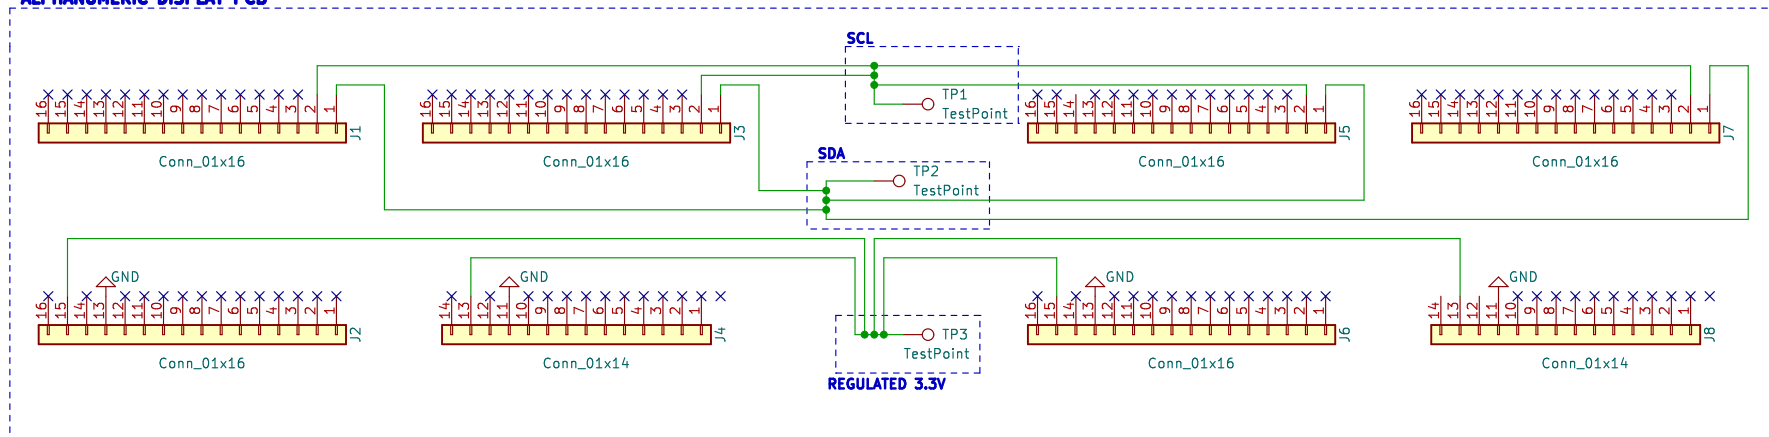 ALPHANUMERIC DISPLAY PCB
SCL
TP1
TestPoint
16 15 14 13 12 11 10 9 8 7 6 5 4 3 2 1 J1
16 15 14 13 12 11 10 9 8 7 6 5 4 3 2 1 J3
16 15 14 13 12 11 10 9 8 7 6 5 4 3 2 1 J5
16 15 14 13 12 11 10 9 8 7 6 5 4 3 2 1 J7
Conn_01x16
Conn_01x16
Conn_01x16
Conn_01x16
SDA
TP2
TestPoint
GND
GND
GND
GND
16 15 14 13 12 11 10 9 8 7 6 5 4 3 2 1 J2
14 13 12 11 10 9 8 7 6 5 4 3 2 1 J4
16 15 14 13 12 11 10 9 8 7 6 5 4 3 2 1 J6
14 13 12 11 10 9 8 7 6 5 4 3 2 1 J8
TP3
TestPoint
Conn_01x16
Conn_01x14
Conn_01x16
Conn_01x14
REGULATED 3.3V